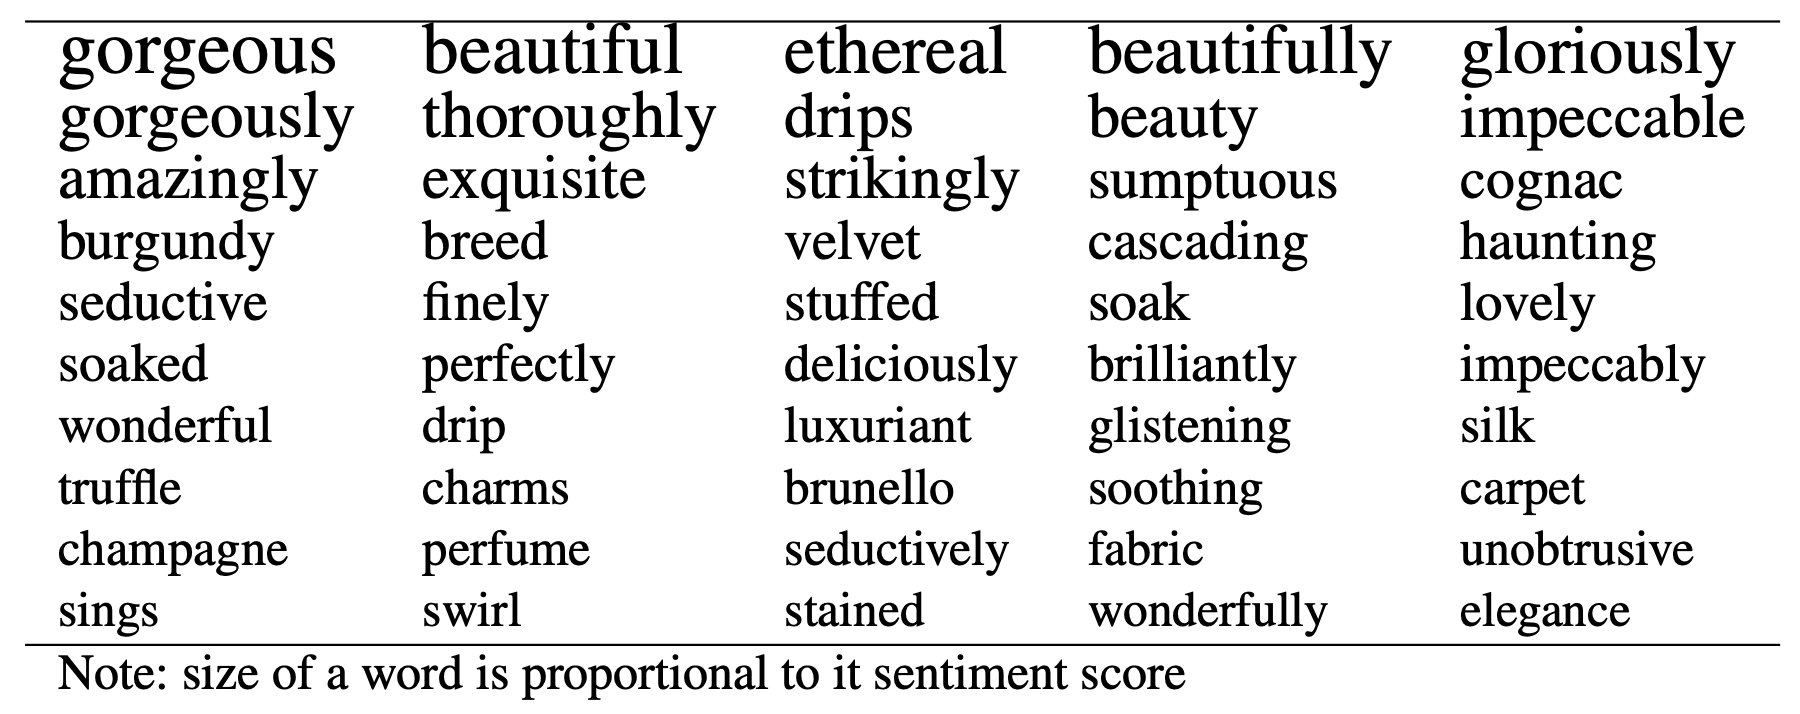 gorgeous beautiful ethereal beautifully gloriously
gorgeously thoroughly drips beauty impeccable
amazingly exquisite strikingly sumptuous cognac
burgundy breed velvet cascading haunting
seductive finely stuffed soak lovely
soaked perfectly deliciously brilliantly impeccably
wonderful drip luxuriant glistening silk
truffle charms brunello soothing carpet
champagne perfume seductively fabric unobtrusive
sings swirl stained wonderfully elegance
Note: size of a word is proportional to it sentiment score